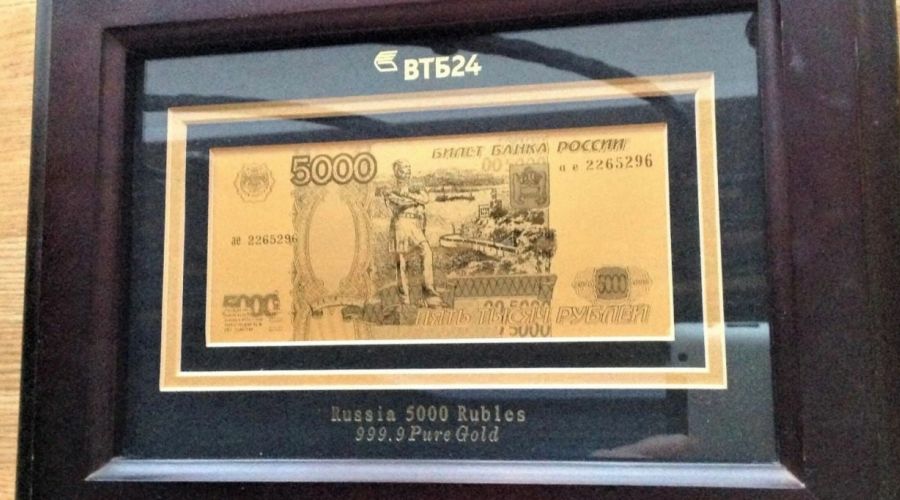 ВТБ24
5000
БИЛЕТ БАНКА РОССИИ
ае 2265296
ае 2265296
5000
5000
ПЯТЬ ТЫСЯЧ РУБЛЕЙ
5000
Russia 5000 Rubles
999.9 Pure Gold